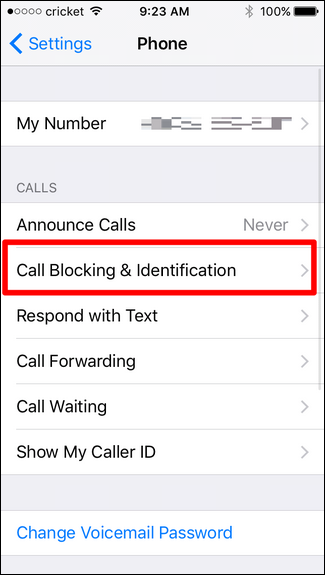 cricket 9:23 AM 100%
Settings Phone
My Number
CALLS
Announce Calls Never
Call Blocking & Identification
Respond with Text
Call Forwarding
Call Waiting
Show My Caller ID
Change Voicemail Password